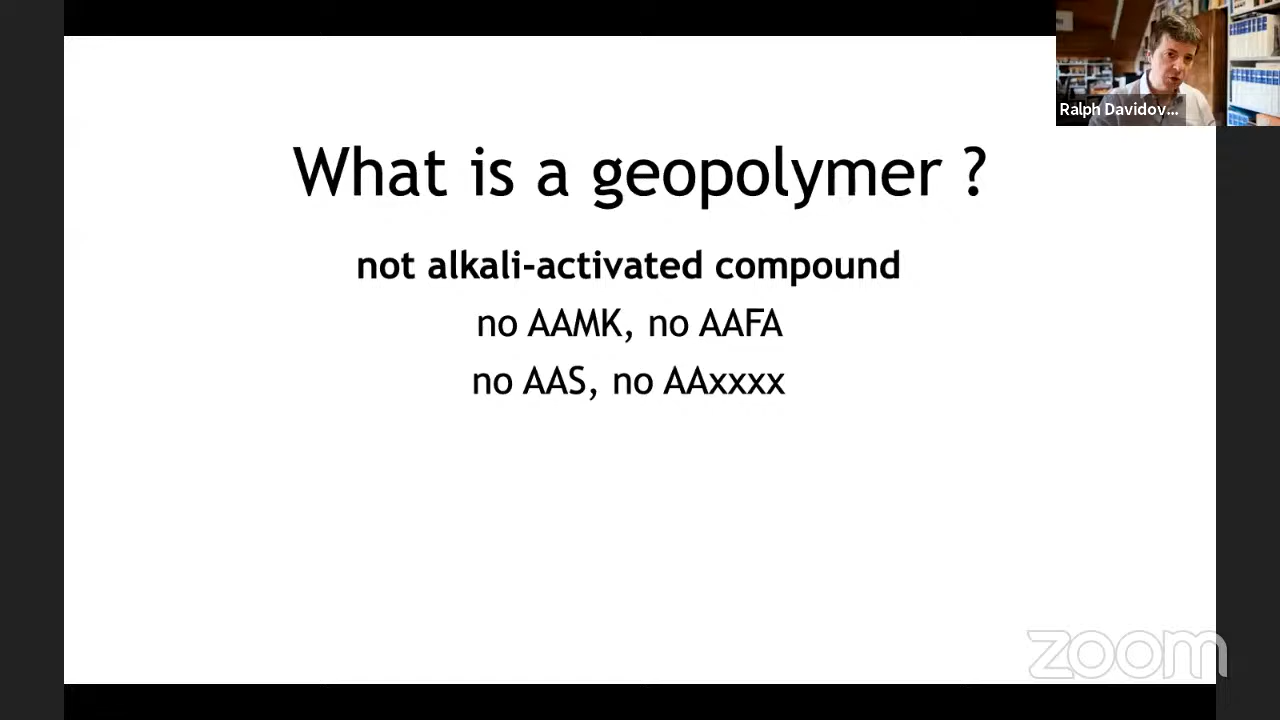 Ralph Davidov...
What is a geopolymer ?
not alkali-activated compound
no AAMK, no AAFA
no AAS, no AAxxxx
zoom